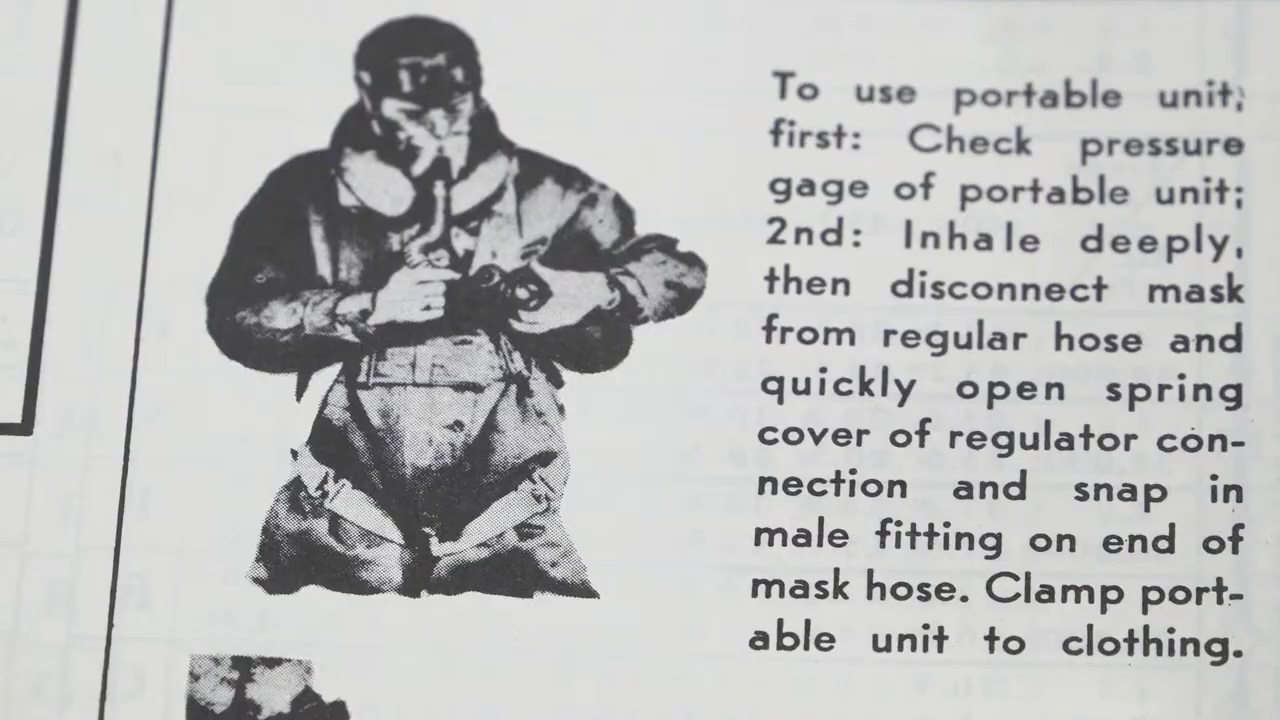 To use portable unit,
first: Check pressure
gage of portable unit;
2nd: Inhale deeply,
then disconnect mask
from regular hose and
quickly open spring
cover of regulator con-
nection and snap in
male fitting on end of
mask hose. Clamp port-
able unit to clothing.